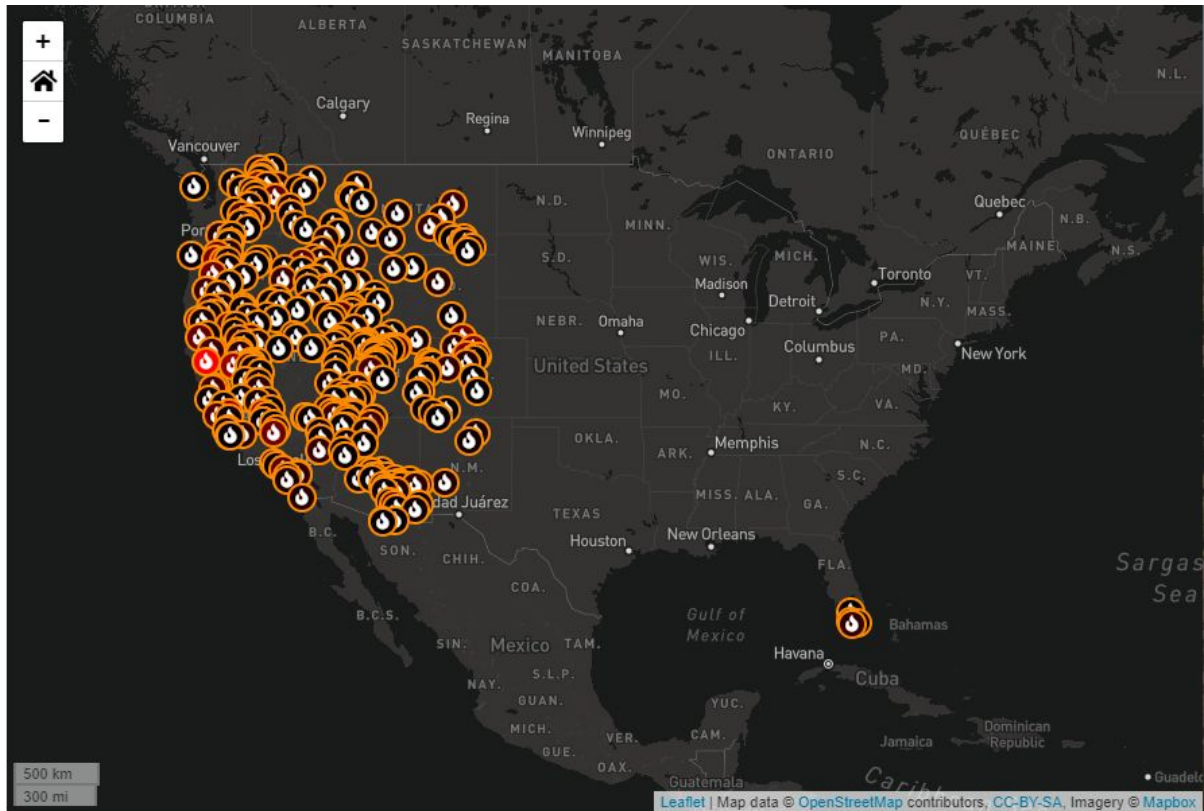 COLUMBIA
ALBERTA
SASKATCHEWAN
MANITOBA
N.L.
+
−
Calgary
Regina
Winnipeg
Vancouver
ONTARIO
QUÉBEC
Quebec
N.B.
MAINE
N.S.
N.D.
MINN.
S.D.
WIS.
MICH.
Toronto
VT.
Madison
Detroit
N.Y.
MASS.
NEBR.
Omaha
Chicago
Columbus
PA.
New York
ILL.
MD.
United States
MO.
KY.
VA.
OKLA.
ARK.
Memphis
N.C.
N.M.
S.C.
MISS.
ALA.
GA.
dad Juárez
TEXAS
Houston
New Orleans
B.C.
SON.
CHIH.
FLA.
Sargas
Sea
COA.
B.C.S.
Gulf of
Mexico
Bahamas
SIN.
Mexico
TAM.
Havana
Cuba
S.L.P.
NAY.
GUAN.
YUC.
MICH.
VER.
CAM.
Dominican
Republic
Jamaica
GUE.
OAX.
Guatemala
Caribb
Guadelo
500 km
300 mi
Leaflet | Map data © OpenStreetMap contributors, CC-BY-SA, Imagery © Mapbox